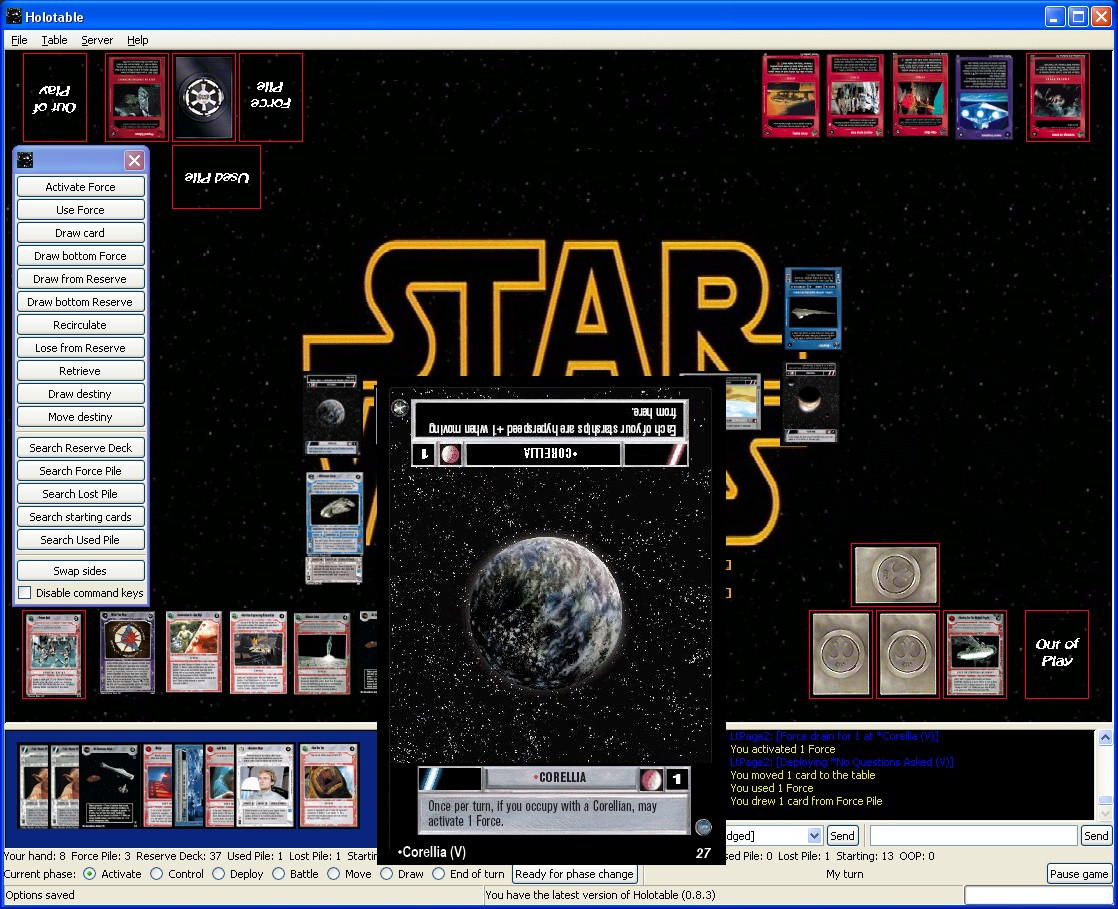 Holotable
File Table Server Help
Out of Play
Force Pile
Used Pile
Activate Force
Use Force
Draw card
Draw bottom Force
Draw from Reserve
Draw bottom Reserve
Recirculate
Lose from Reserve
Retrieve
Draw destiny
Move destiny
Search Reserve Deck
Search Force Pile
Search Lost Pile
Search starting cards
Search Used Pile
Swap sides
Disable command keys
STAR
Each of your starships are hyperspeed +1 when moving
from here.
1 •CORELLIA
•CORELLIA 1
Once per turn, if you occupy with a Corellian, may
activate 1 Force.
•Corellia (V) 27
Out of
Play
LtPage2: [Force drain for 1 at *Corellia (V)]
You activated 1 Force
LtPage2: [Deploying *No Questions Asked (V)]
You moved 1 card to the table
You used 1 Force
You drew 1 card from Force Pile
dged] Send Send
Your hand: 8 Force Pile: 3 Reserve Deck: 37 Used Pile: 1 Lost Pile: 1 Startin
sed Pile: 0 Lost Pile: 1 Starting: 13 OOP: 0
Current phase: Activate Control Deploy Battle Move Draw End of turn Ready for phase change My turn Pause game
Options saved You have the latest version of Holotable (0.8.3)